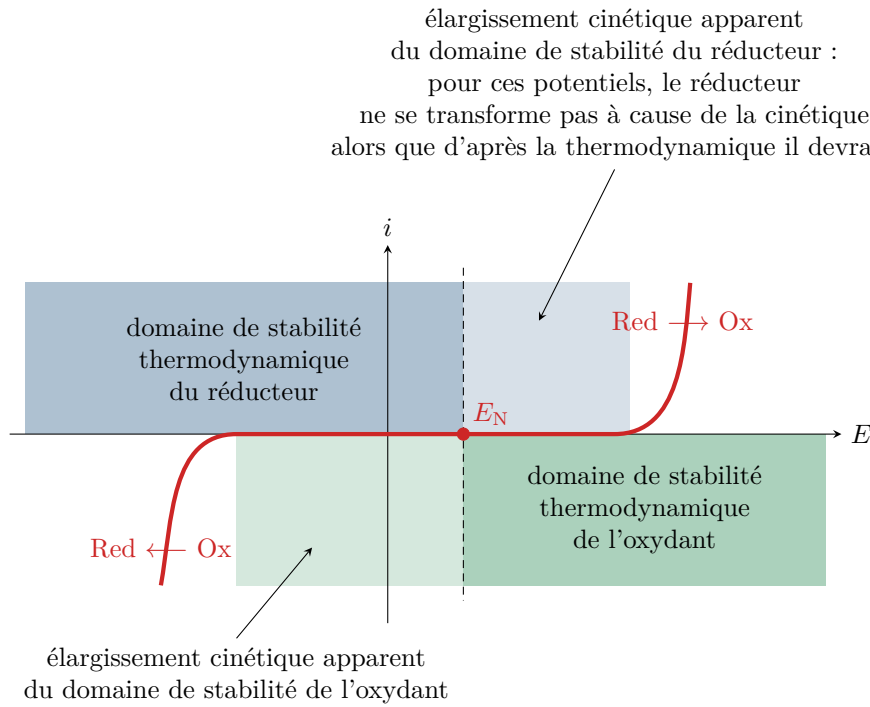 élargissement cinétique apparent
du domaine de stabilité du réducteur :
pour ces potentiels, le réducteur
ne se transforme pas à cause de la cinétique
alors que d'après la thermodynamique il devra
i
domaine de stabilité
thermodynamique
du réducteur
Red → Ox
E_N
E
domaine de stabilité
thermodynamique
de l'oxydant
Red ← Ox
élargissement cinétique apparent
du domaine de stabilité de l'oxydant